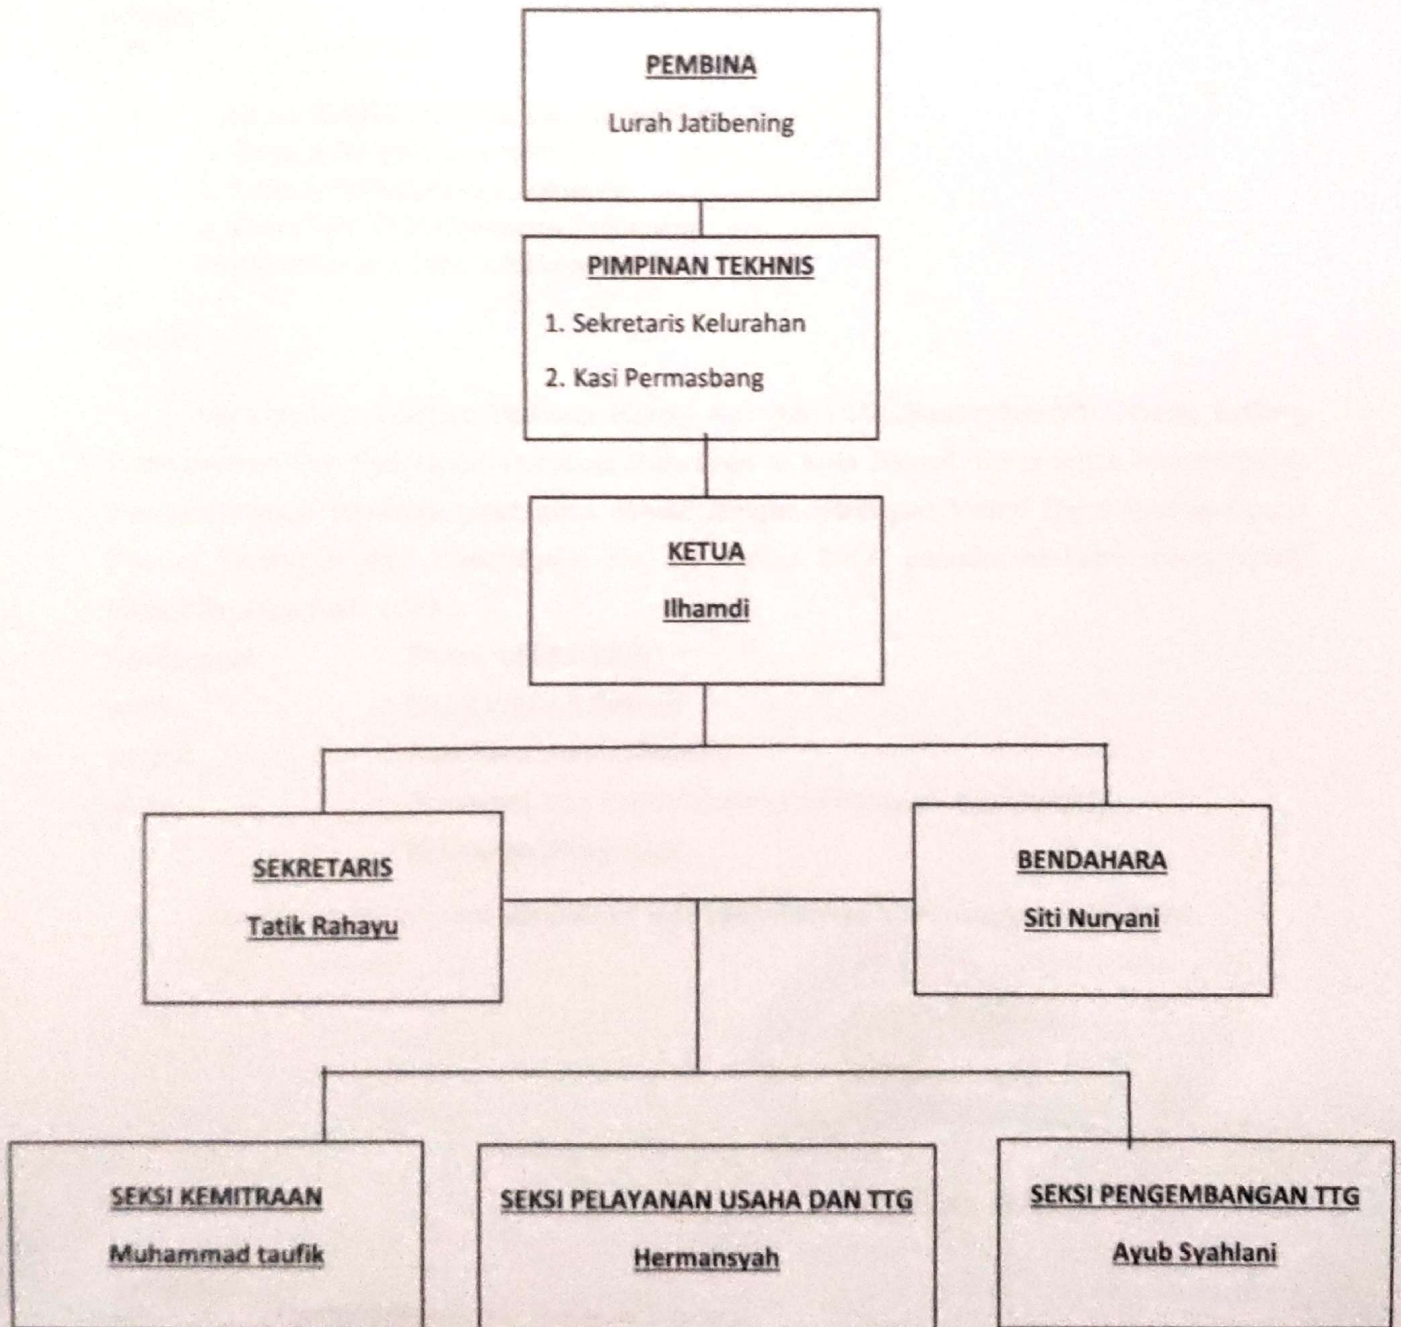 PEMBINA
Lurah Jatibening
PIMPINAN TEKHNIS
1. Sekretaris Kelurahan
2. Kasi Permasbang
KETUA
Ilhamdi
SEKRETARIS
Tatik Rahayu
BENDAHARA
Siti Nuryani
SEKSI KEMITRAAN
Muhammad taufik
SEKSI PELAYANAN USAHA DAN TTG
Hermansyah
SEKSI PENGEMBANGAN TTG
Ayub Syahlani